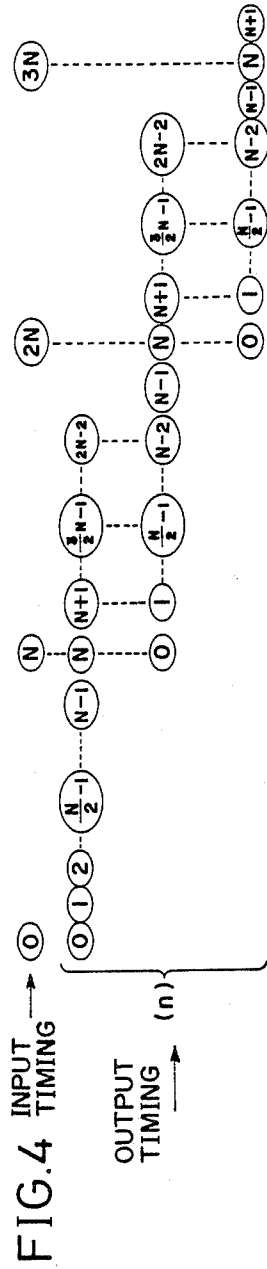 FIG.4
INPUT TIMING → 0 N 2N 3N
OUTPUT TIMING → (n)
0 1 2 N/2-1 N-1 N N+1 3/2N-1 2N-2
0 1 N/2-1 N-2 N-1 N N+1 3/2N-1 2N-2
0 1 N/2-1 N-2 N-1 N N+1